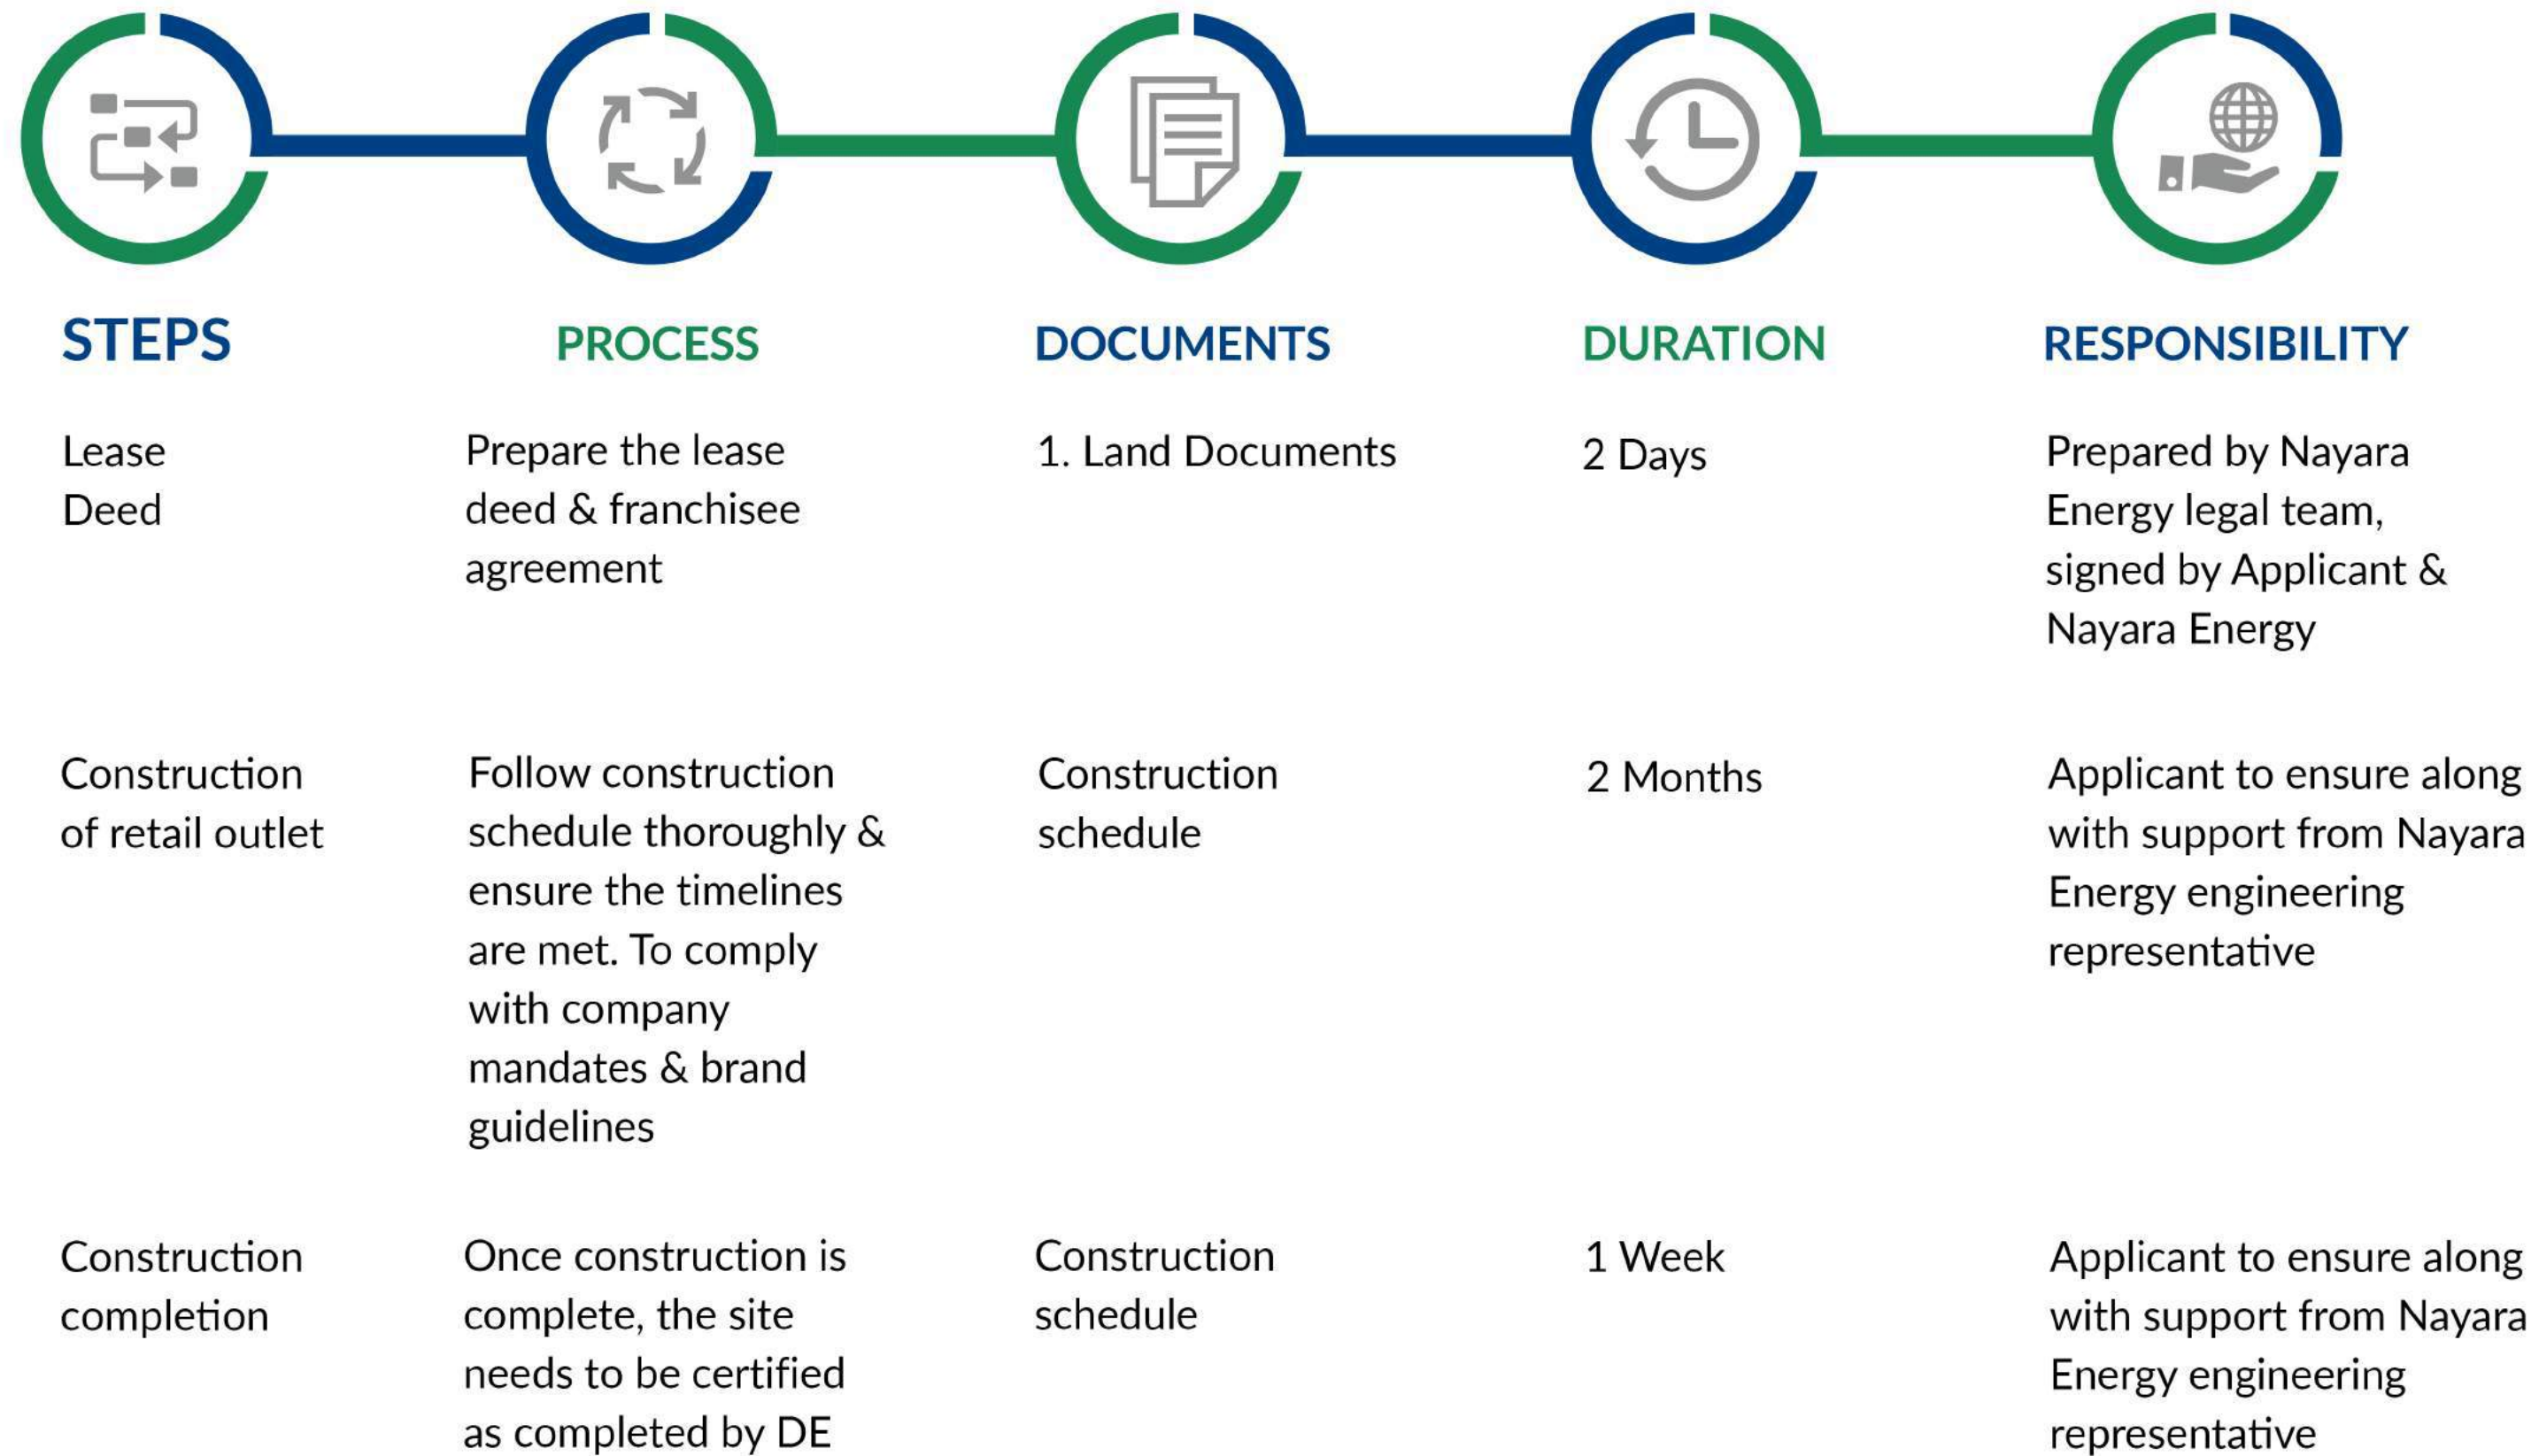 STEPS
PROCESS
DOCUMENTS
DURATION
RESPONSIBILITY
Lease
Deed
Prepare the lease
deed & franchisee
agreement
1. Land Documents
2 Days
Prepared by Nayara
Energy legal team,
signed by Applicant &
Nayara Energy
Construction
of retail outlet
Follow construction
schedule thoroughly &
ensure the timelines
are met. To comply
with company
mandates & brand
guidelines
Construction
schedule
2 Months
Applicant to ensure along
with support from Nayara
Energy engineering
representative
Construction
completion
Once construction is
complete, the site
needs to be certified
as completed by DE
Construction
schedule
1 Week
Applicant to ensure along
with support from Nayara
Energy engineering
representative